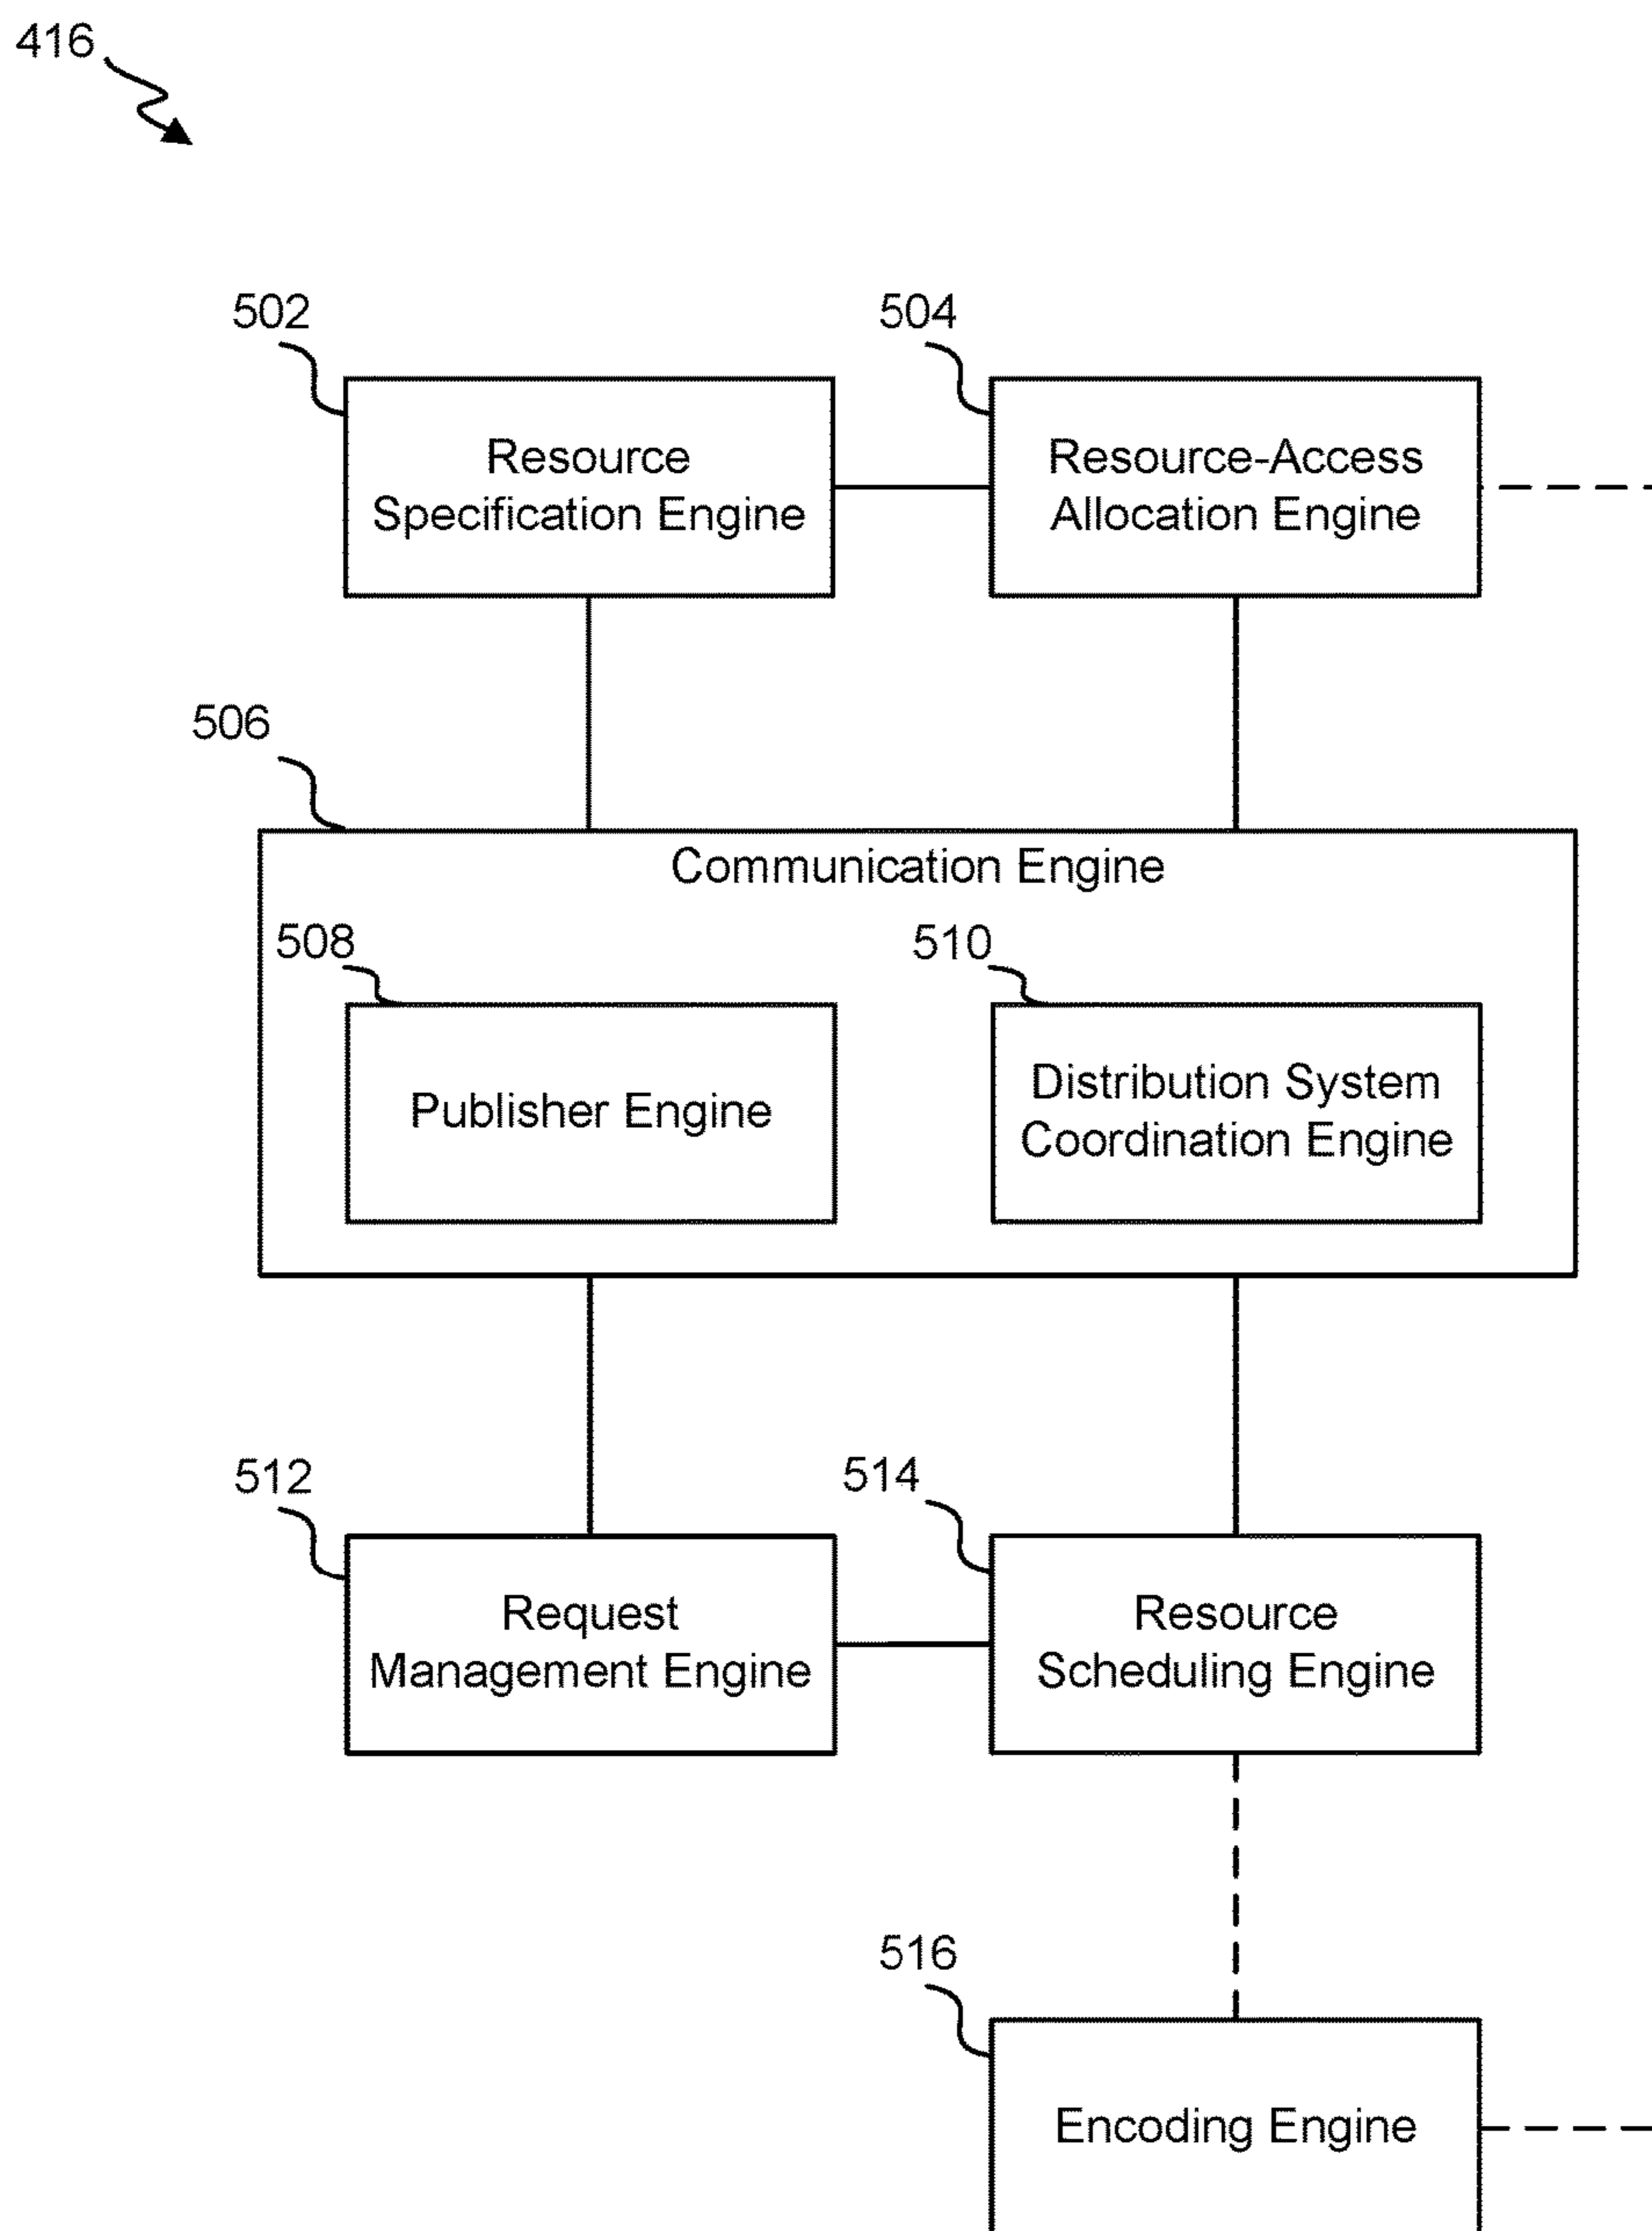 416
502
504
Resource
Specification Engine
Resource-Access
Allocation Engine
506
Communication Engine
508
510
Publisher Engine
Distribution System
Coordination Engine
512
514
Request
Management Engine
Resource
Scheduling Engine
516
Encoding Engine